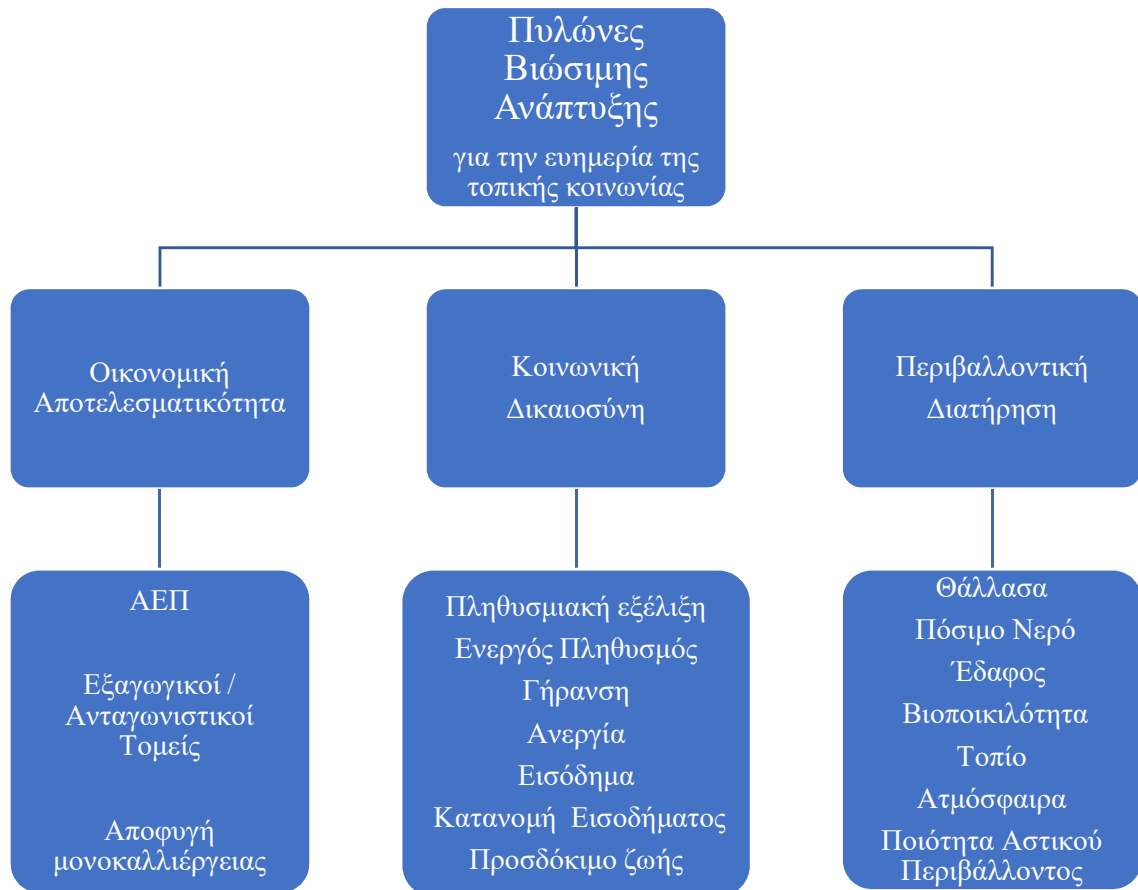 Πυλώνες
Βιώσιμης
Ανάπτυξης
για την ευημερία της
τοπικής κοινωνίας
Οικονομική
Αποτελεσματικότητα
Κοινωνική
Δικαιοσύνη
Περιβαλλοντική
Διατήρηση
ΑΕΠ
Εξαγωγικοί /
Ανταγωνιστικοί
Τομείς
Αποφυγή
μονοκαλλιέργειας
Πληθυσμιακή εξέλιξη
Ενεργός Πληθυσμός
Γήρανση
Ανεργία
Εισόδημα
Κατανομή Εισοδήματος
Προσδόκιμο ζωής
Θάλλασα
Πόσιμο Νερό
Έδαφος
Βιοποικιλότητα
Τοπίο
Ατμόσφαιρα
Ποιότητα Αστικού
Περιβάλλοντος